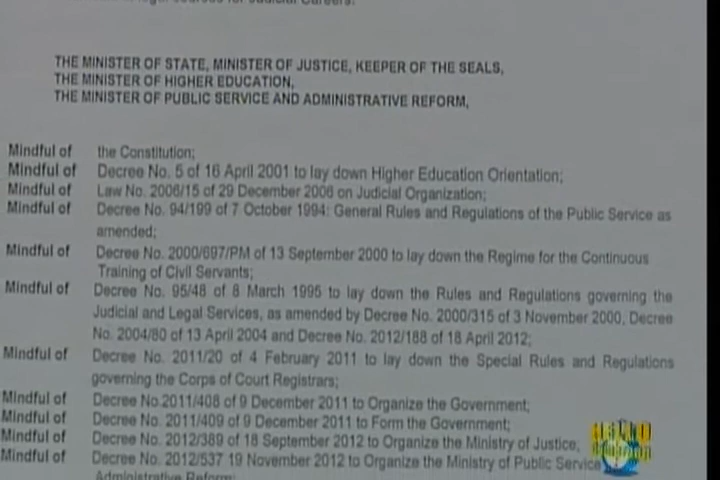 legal sources for Judicial Careers.
THE MINISTER OF STATE, MINISTER OF JUSTICE, KEEPER OF THE SEALS,
THE MINISTER OF HIGHER EDUCATION,
THE MINISTER OF PUBLIC SERVICE AND ADMINISTRATIVE REFORM,
Mindful of the Constitution;
Mindful of Decree No. 5 of 16 April 2001 to lay down Higher Education Orientation;
Mindful of Law No. 2006/15 of 29 December 2006 on Judicial Organization;
Mindful of Decree No. 94/199 of 7 October 1994: General Rules and Regulations of the Public Service as
amended;
Mindful of Decree No. 2000/697/PM of 13 September 2000 to lay down the Regime for the Continuous
Training of Civil Servants;
Mindful of Decree No. 95/48 of 8 March 1995 to lay down the Rules and Regulations governing the
Judicial and Legal Services, as amended by Decree No. 2000/315 of 3 November 2000, Decree
No. 2004/80 of 13 April 2004 and Decree No. 2012/188 of 18 April 2012;
Mindful of Decree No. 2011/20 of 4 February 2011 to lay down the Special Rules and Regulations
governing the Corps of Court Registrars;
Mindful of Decree No.2011/408 of 9 December 2011 to Organize the Government;
Mindful of Decree No. 2011/409 of 9 December 2011 to Form the Government;
Mindful of Decree No. 2012/389 of 18 September 2012 to Organize the Ministry of Justice;
Mindful of Decree No. 2012/537 19 November 2012 to Organize the Ministry of Public Service
Administrative Reform;
HELLO